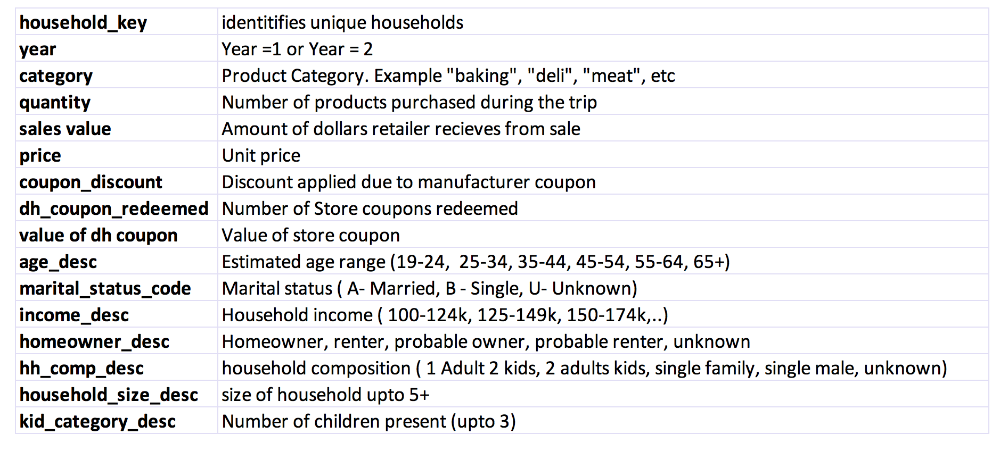 household_key identitifies unique households
year Year =1 or Year = 2
category Product Category. Example "baking", "deli", "meat", etc
quantity Number of products purchased during the trip
sales value Amount of dollars retailer recieves from sale
price Unit price
coupon_discount Discount applied due to manufacturer coupon
dh_coupon_redeemed Number of Store coupons redeemed
value of dh coupon Value of store coupon
age_desc Estimated age range (19-24,  25-34, 35-44, 45-54, 55-64, 65+)
marital_status_code Marital status ( A- Married, B - Single, U- Unknown)
income_desc Household income ( 100-124k, 125-149k, 150-174k,..)
homeowner_desc Homeowner, renter, probable owner, probable renter, unknown
hh_comp_desc household composition ( 1 Adult 2 kids, 2 adults kids, single family, single male, unknown)
household_size_desc size of household upto 5+
kid_category_desc Number of children present (upto 3)